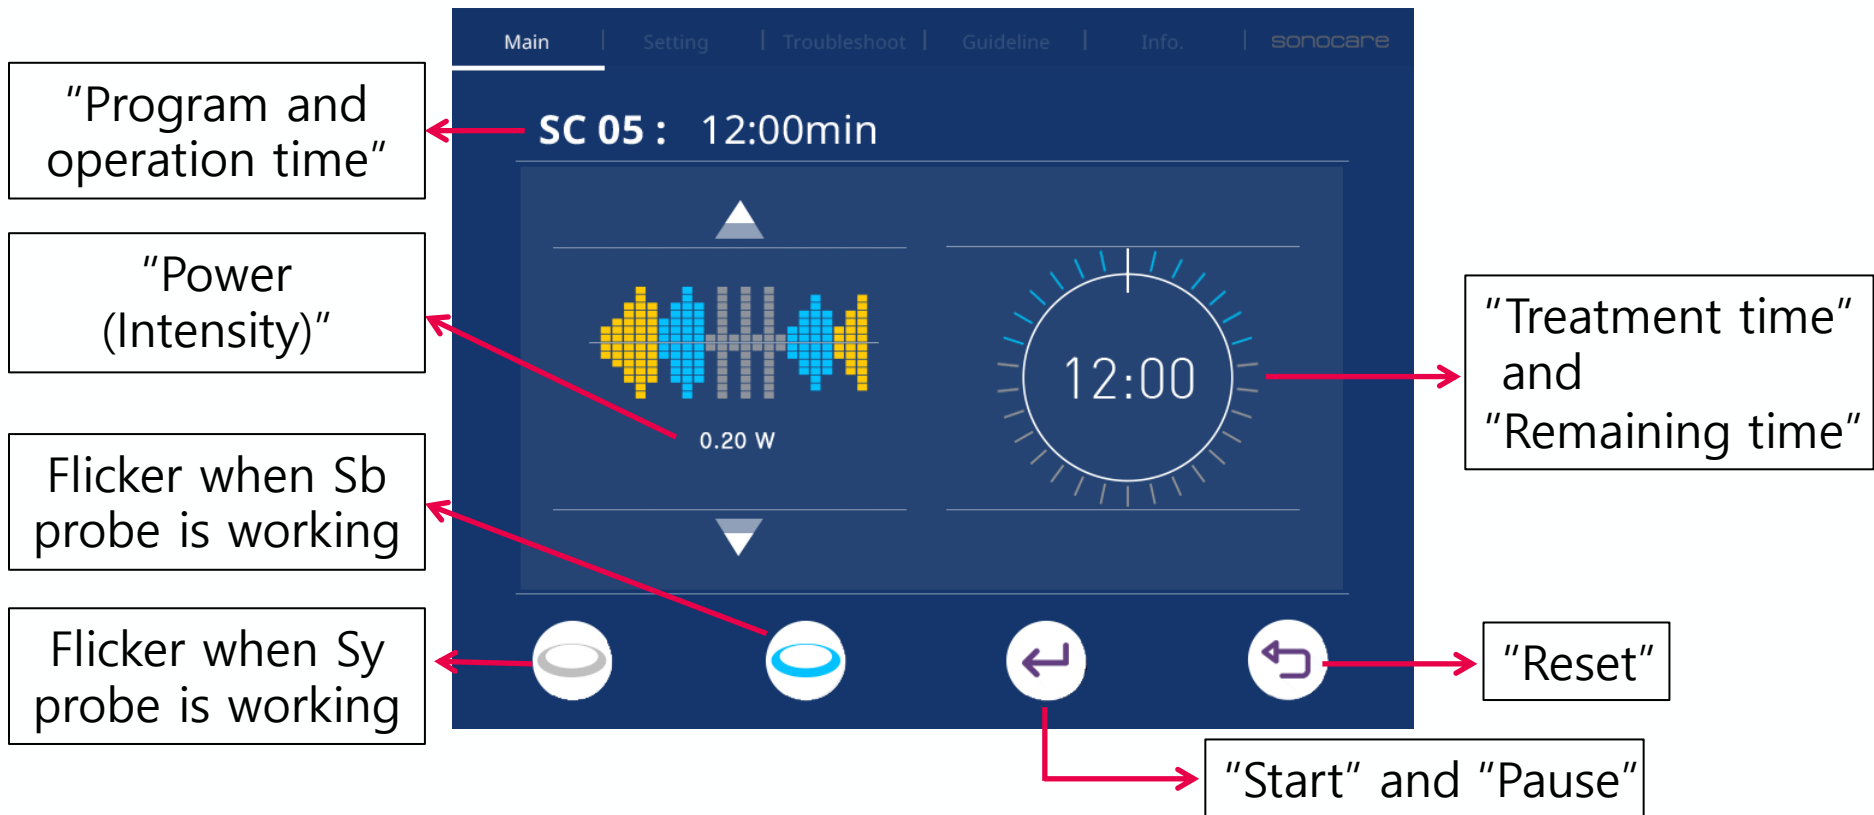 Main | Setting | Troubleshoot | Guideline | Info. | sonocare
"Program and
operation time"
SC 05 : 12:00min
"Power
(Intensity)"
12:00
0.20 W
"Treatment time"
and
"Remaining time"
Flicker when Sb
probe is working
Flicker when Sy
probe is working
"Reset"
"Start" and "Pause"